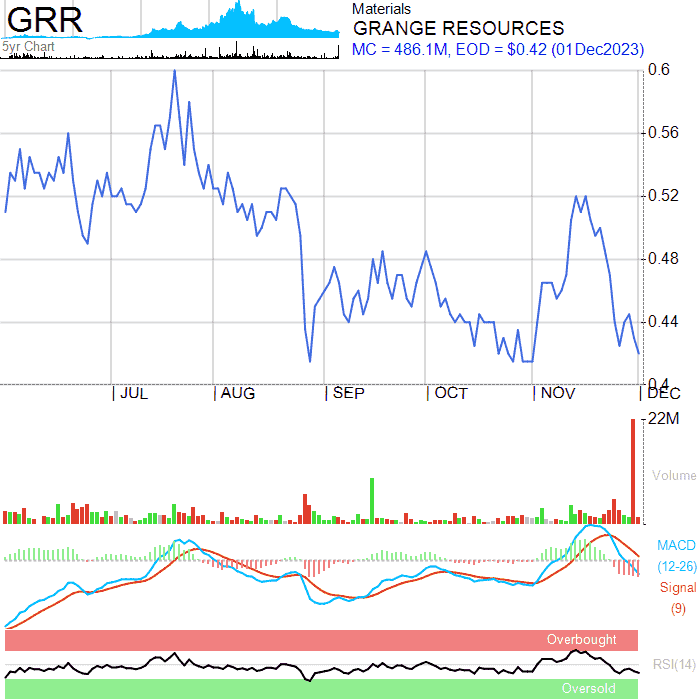 GRR
5yr Chart
Materials
GRANGE RESOURCES
MC = 486.1M, EOD = $0.42 (01Dec2023)
0.6
0.56
0.52
0.48
0.44
0.4
JUL AUG SEP OCT NOV DEC
22M
Volume
MACD
(12-26)
Signal
(9)
Overbought
RSI(14)
Oversold